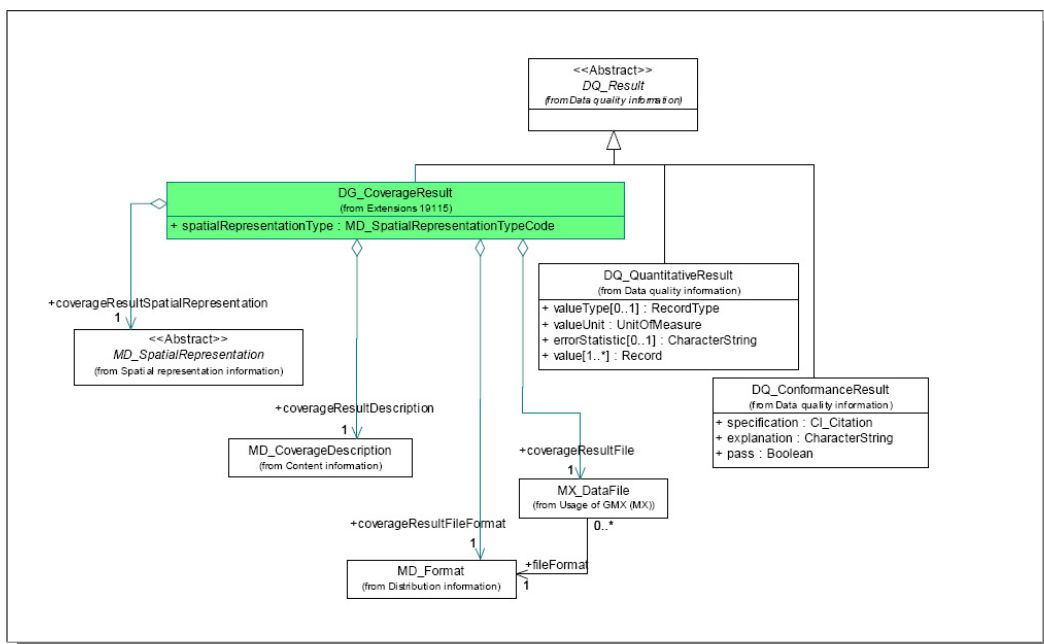 <<Abstract>>
DQ_Result
(from Data quality information)
DG_CoverageResult
(from Extensions 19115)
+ spatialRepresentationType : MD_SpatialRepresentationTypeCode
DQ_QuantitativeResult
(from Data quality information)
+ valueType[0..1] : RecordType
+ valueUnit : UnitOfMeasure
+ errorStatistic[0..1] : CharacterString
+ value[1..*] : Record
+coverageResultSpatialRepresentation
1
<<Abstract>>
MD_SpatialRepresentation
(from Spatial representation information)
DQ_ConformanceResult
(from Data quality information)
+ specification : CI_Citation
+ explanation : CharacterString
+ pass : Boolean
+coverageResultDescription
1
MD_CoverageDescription
(from Content information)
+coverageResultFile
1
MX_DataFile
(from Usage of GMX (MX))
0..*
+coverageResultFileFormat
1
+fileFormat
1
MD_Format
(from Distribution information)